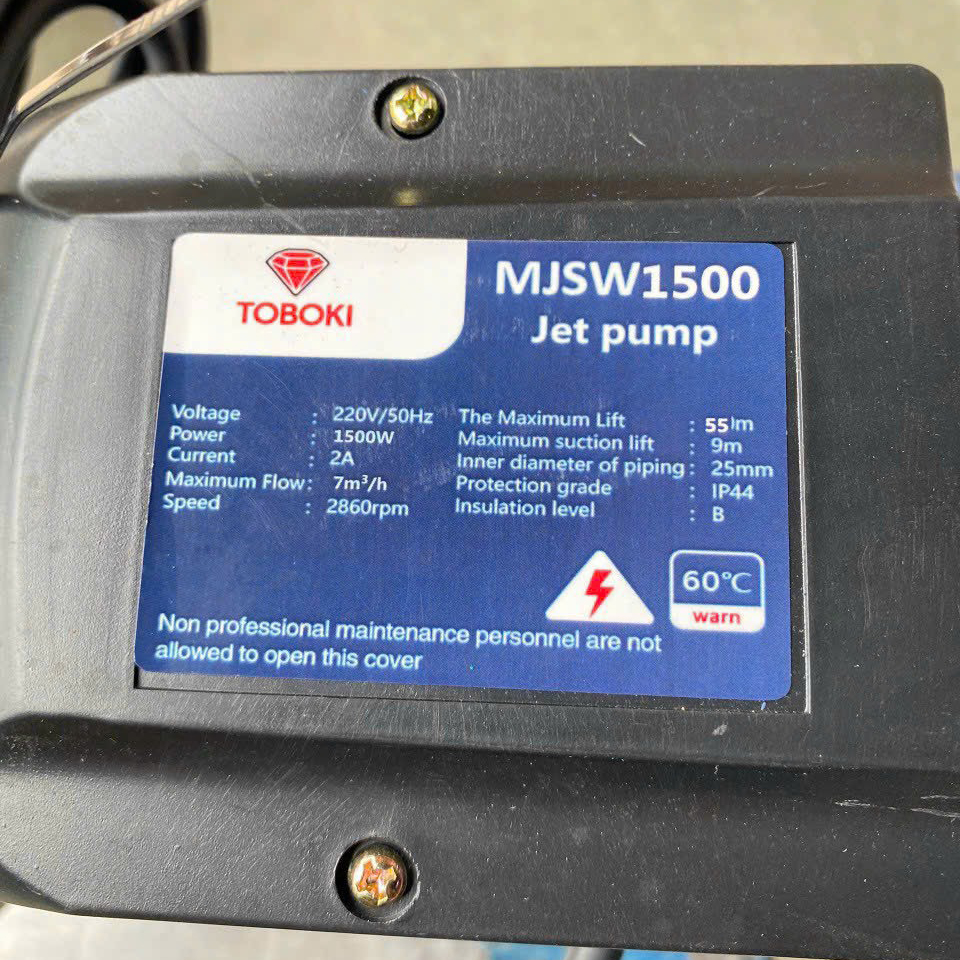 TOBOKI
MJSW1500
Jet pump
Voltage : 220V/50Hz
Power : 1500W
Current : 2A
Maximum Flow: 7m³/h
Speed : 2860rpm
The Maximum Lift : 55m
Maximum suction lift : 9m
Inner diameter of piping: 25mm
Protection grade : IP44
Insulation level : B
60℃
warn
Non professional maintenance personnel are not
allowed to open this cover